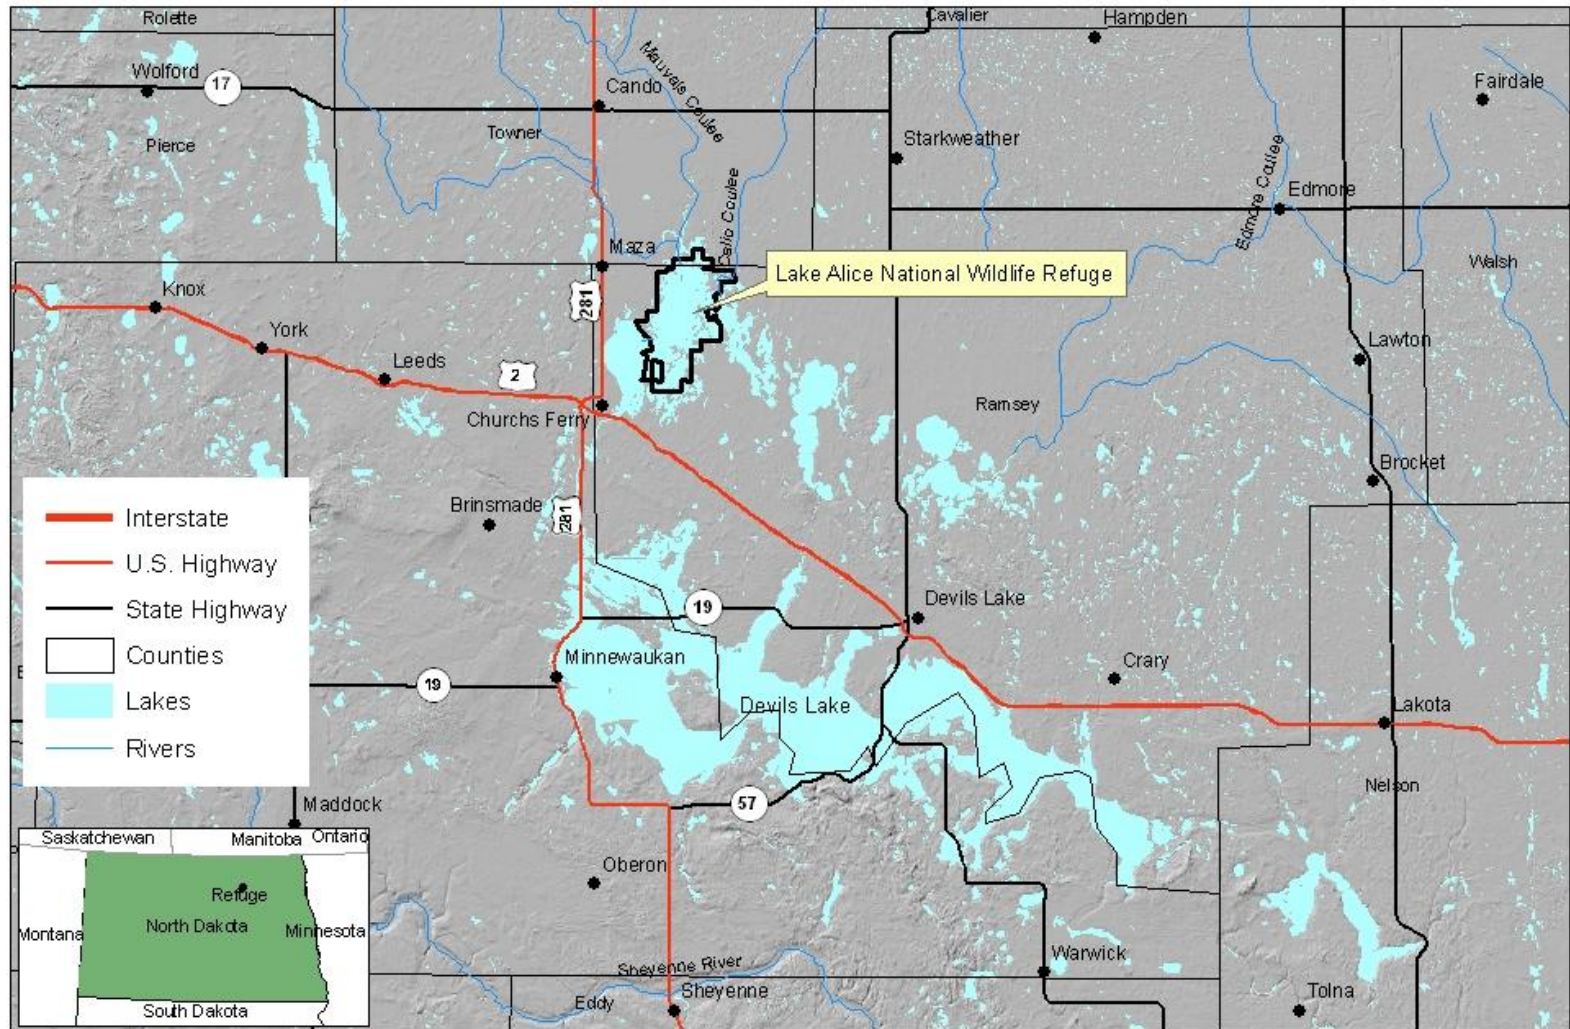 Rolette
Cavalier
Hampden
Wolford
17
Cando
Mauvais Coulee
Fairdale
Towner
Pierce
Starkweather
Edmore Coulee
Edmore
Calio Coulee
Maza
Walsh
Lake Alice National Wildlife Refuge
Knox
281
York
Leeds
2
Lawton
Churchs Ferry
Ramsey
Brocket
Brinsmade
281
Interstate
U.S. Highway
State Highway
Counties
Lakes
Rivers
19
Devils Lake
Minnewaukan
19
Crary
Devils Lake
Lakota
Nelson
57
Maddock
Oberon
Saskatchewan
Manitoba
Ontario
Refuge
North Dakota
Montana
Minnesota
South Dakota
Warwick
Sheyenne River
Eddy
Sheyenne
Tolna